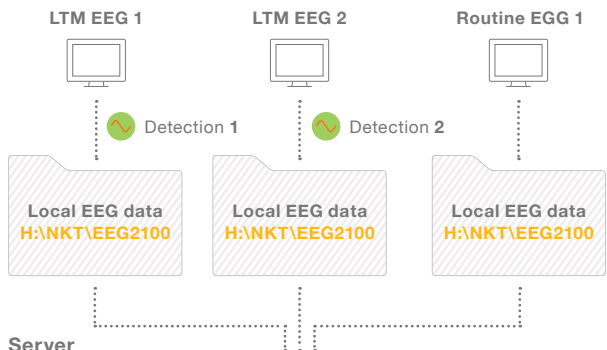 LTM EEG 1
LTM EEG 2
Routine EGG 1
Detection 1
Detection 2
Local EEG data
H:\NKT\EEG2100
Local EEG data
H:\NKT\EEG2100
Local EEG data
H:\NKT\EEG2100
Server